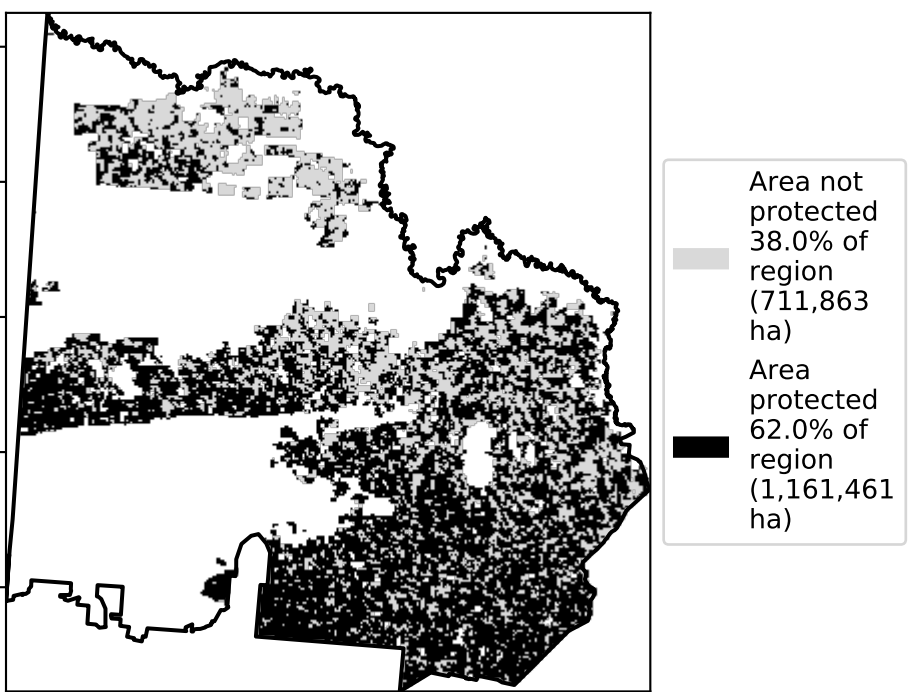 Area not
protected
38.0% of
region
(711,863
ha)
Area
protected
62.0% of
region
(1,161,461
ha)